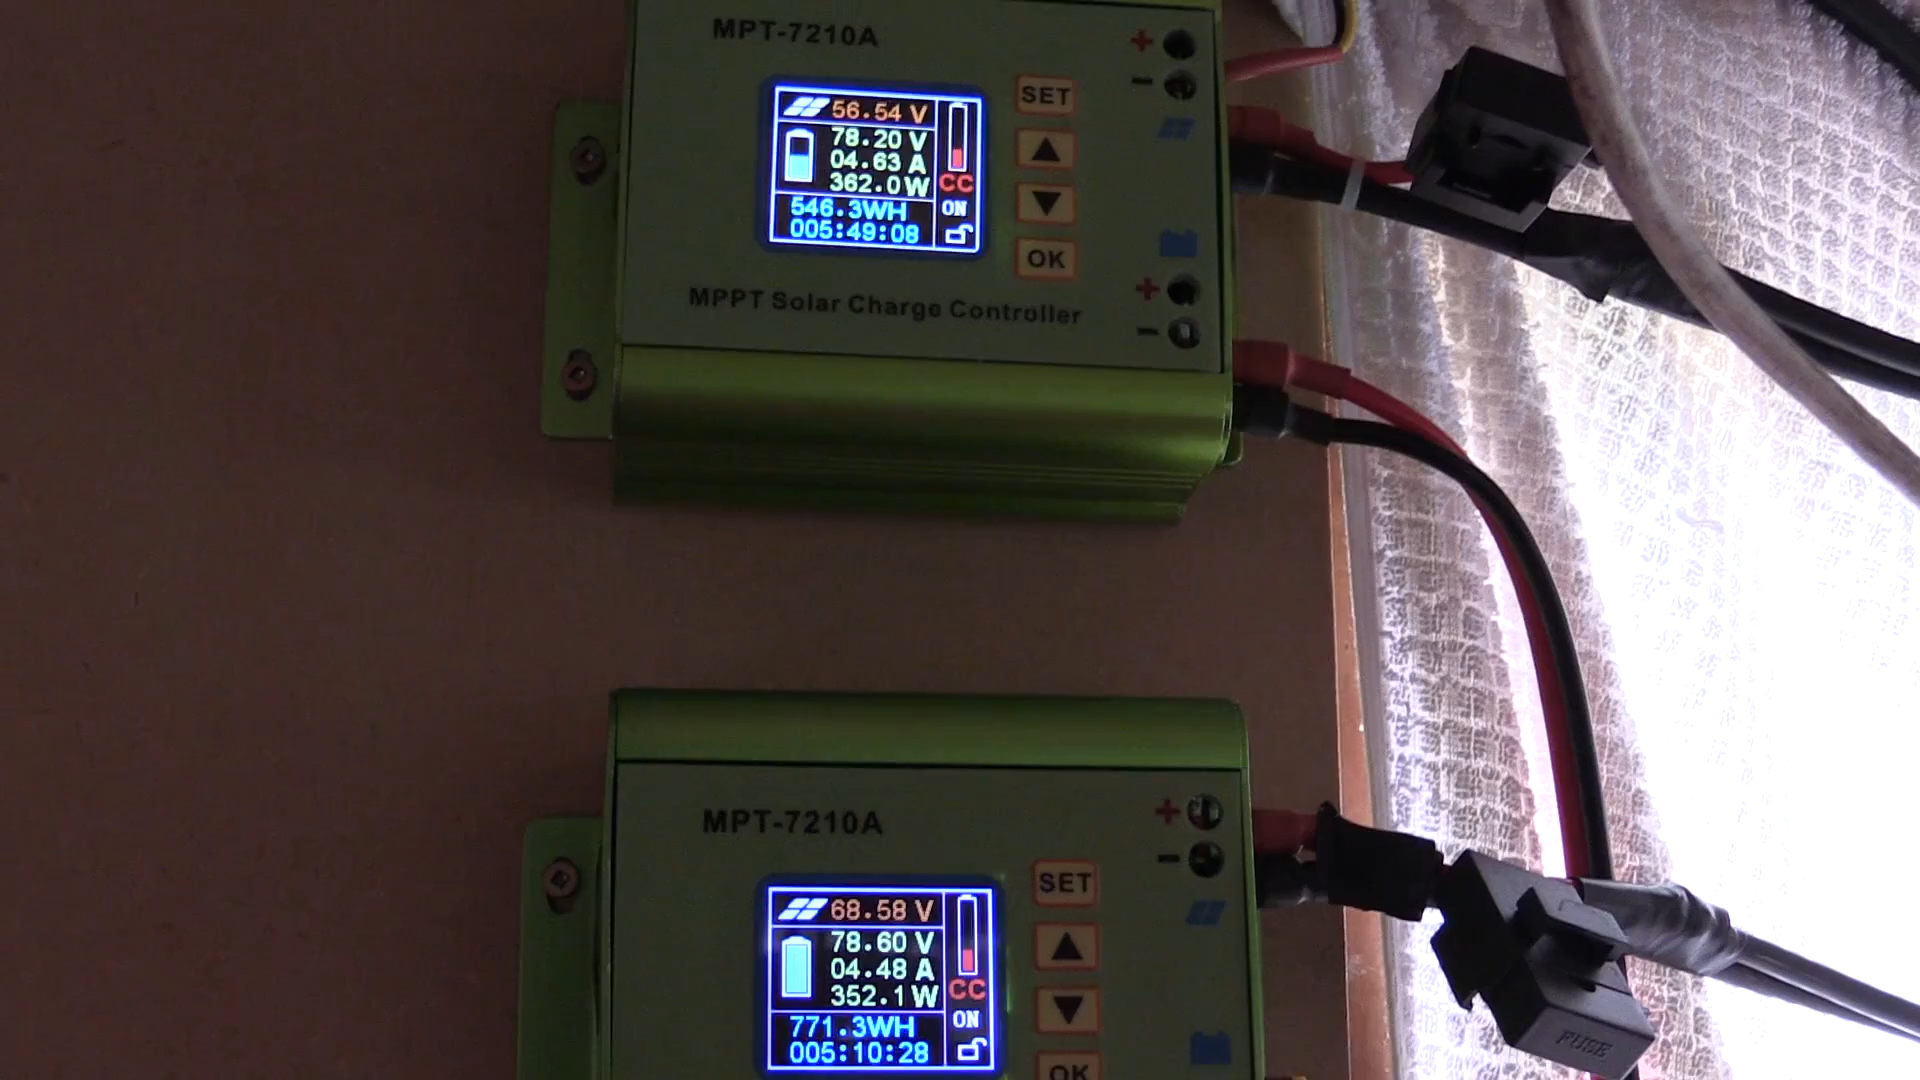 MPT-7210A
+
-
SET
56.54 V
78.20 V
04.63 A
362.0W
CC
546.3WH
ON
005:49:08
OK
MPPT Solar Charge Controller
+
-
MPT-7210A
+
-
SET
68.58 V
78.60 V
04.48 A
352.1W
CC
771.3WH
ON
005:10:28
OK
FUSE